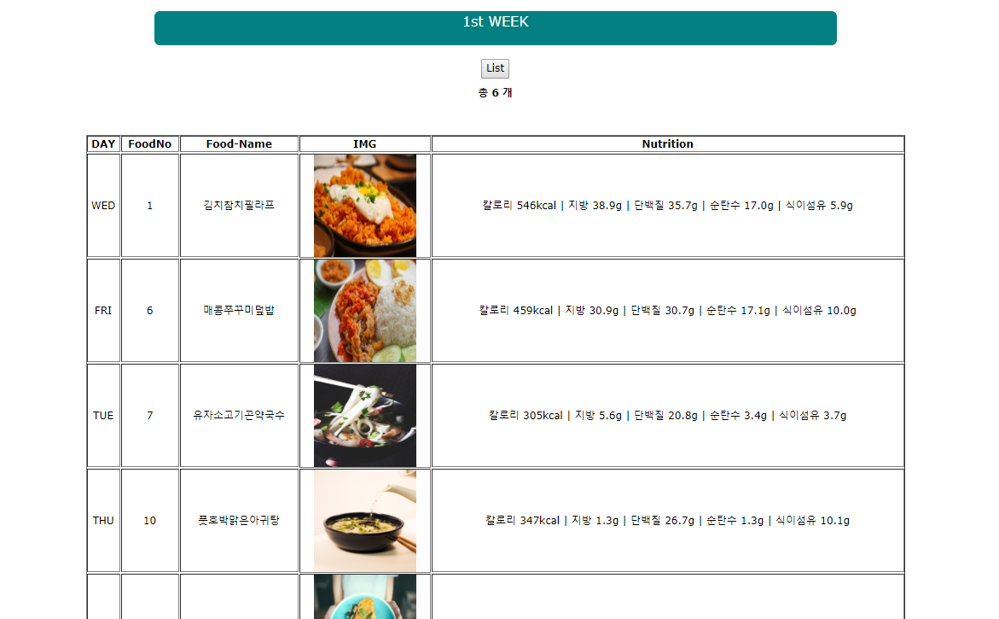 1st WEEK
List
총 6 개
DAY FoodNo Food-Name IMG Nutrition
WED 1 김치참치필라프 칼로리 546kcal | 지방 38.9g | 단백질 35.7g | 순탄수 17.0g | 식이섬유 5.9g
FRI 6 매콤쭈꾸미덮밥 칼로리 459kcal | 지방 30.9g | 단백질 30.7g | 순탄수 17.1g | 식이섬유 10.0g
TUE 7 유자소고기곤약국수 칼로리 305kcal | 지방 5.6g | 단백질 20.8g | 순탄수 3.4g | 식이섬유 3.7g
THU 10 풋호박맑은아귀탕 칼로리 347kcal | 지방 1.3g | 단백질 26.7g | 순탄수 1.3g | 식이섬유 10.1g